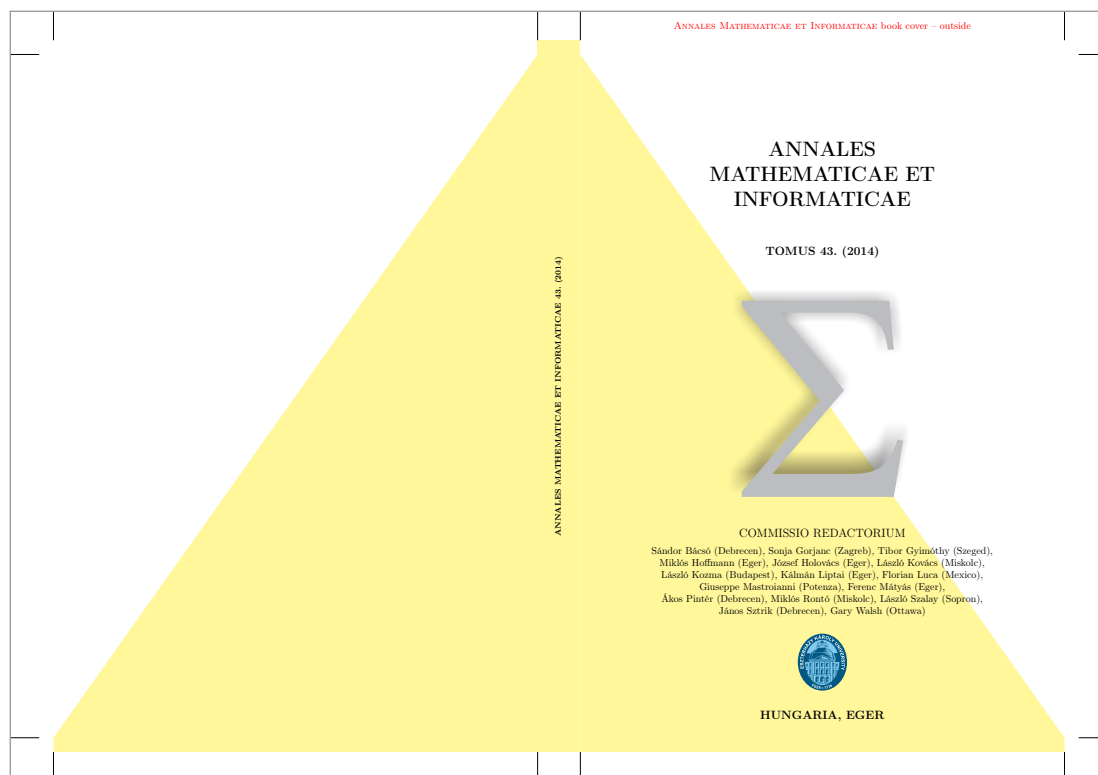 ANNALES MATHEMATICAE ET INFORMATICAE book cover – outside
ANNALES
MATHEMATICAE ET
INFORMATICAE
TOMUS 43. (2014)
ANNALES MATHEMATICAE ET INFORMATICAE 43. (2014)
Σ
COMMISSIO REDACTORIUM
Sándor Bácsó (Debrecen), Sonja Gorjanc (Zagreb), Tibor Gyimóthy (Szeged),
Miklós Hoffmann (Eger), József Holovács (Eger), László Kovács (Miskolc),
László Kozma (Budapest), Kálmán Liptai (Eger), Florian Luca (Mexico),
Giuseppe Mastroianni (Potenza), Ferenc Mátyás (Eger),
Ákos Pintér (Debrecen), Miklós Rontó (Miskolc), László Szalay (Sopron),
János Sztrik (Debrecen), Gary Walsh (Ottawa)
ESZTERHÁZY KÁROLY UNIVERSITY
HUNGARIA, EGER